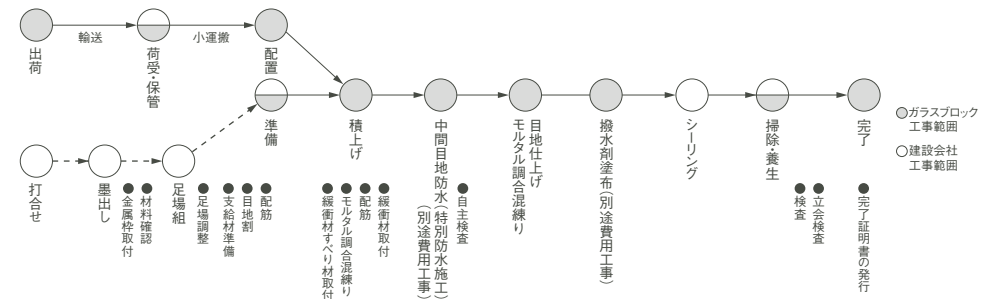 輸送
小運搬
出荷
荷受・保管
配置
準備
積上げ
中間目地防水(特別防水施工)
(別途費用工事)
目地仕上げ
モルタル調合混練り
撥水剤塗布(別途費用工事)
シーリング
掃除・養生
完了
ガラスブロック
工事範囲
建設会社
工事範囲
打合せ
墨出し
足場組
●金属枠取付
●材料確認
●足場調整
●支給材準備
●目地割
●配筋
●緩衝材すべり材取付
●モルタル調合混練り
●配筋
●緩衝材取付
●自主検査
●検査
●立会検査
●完了証明書の発行